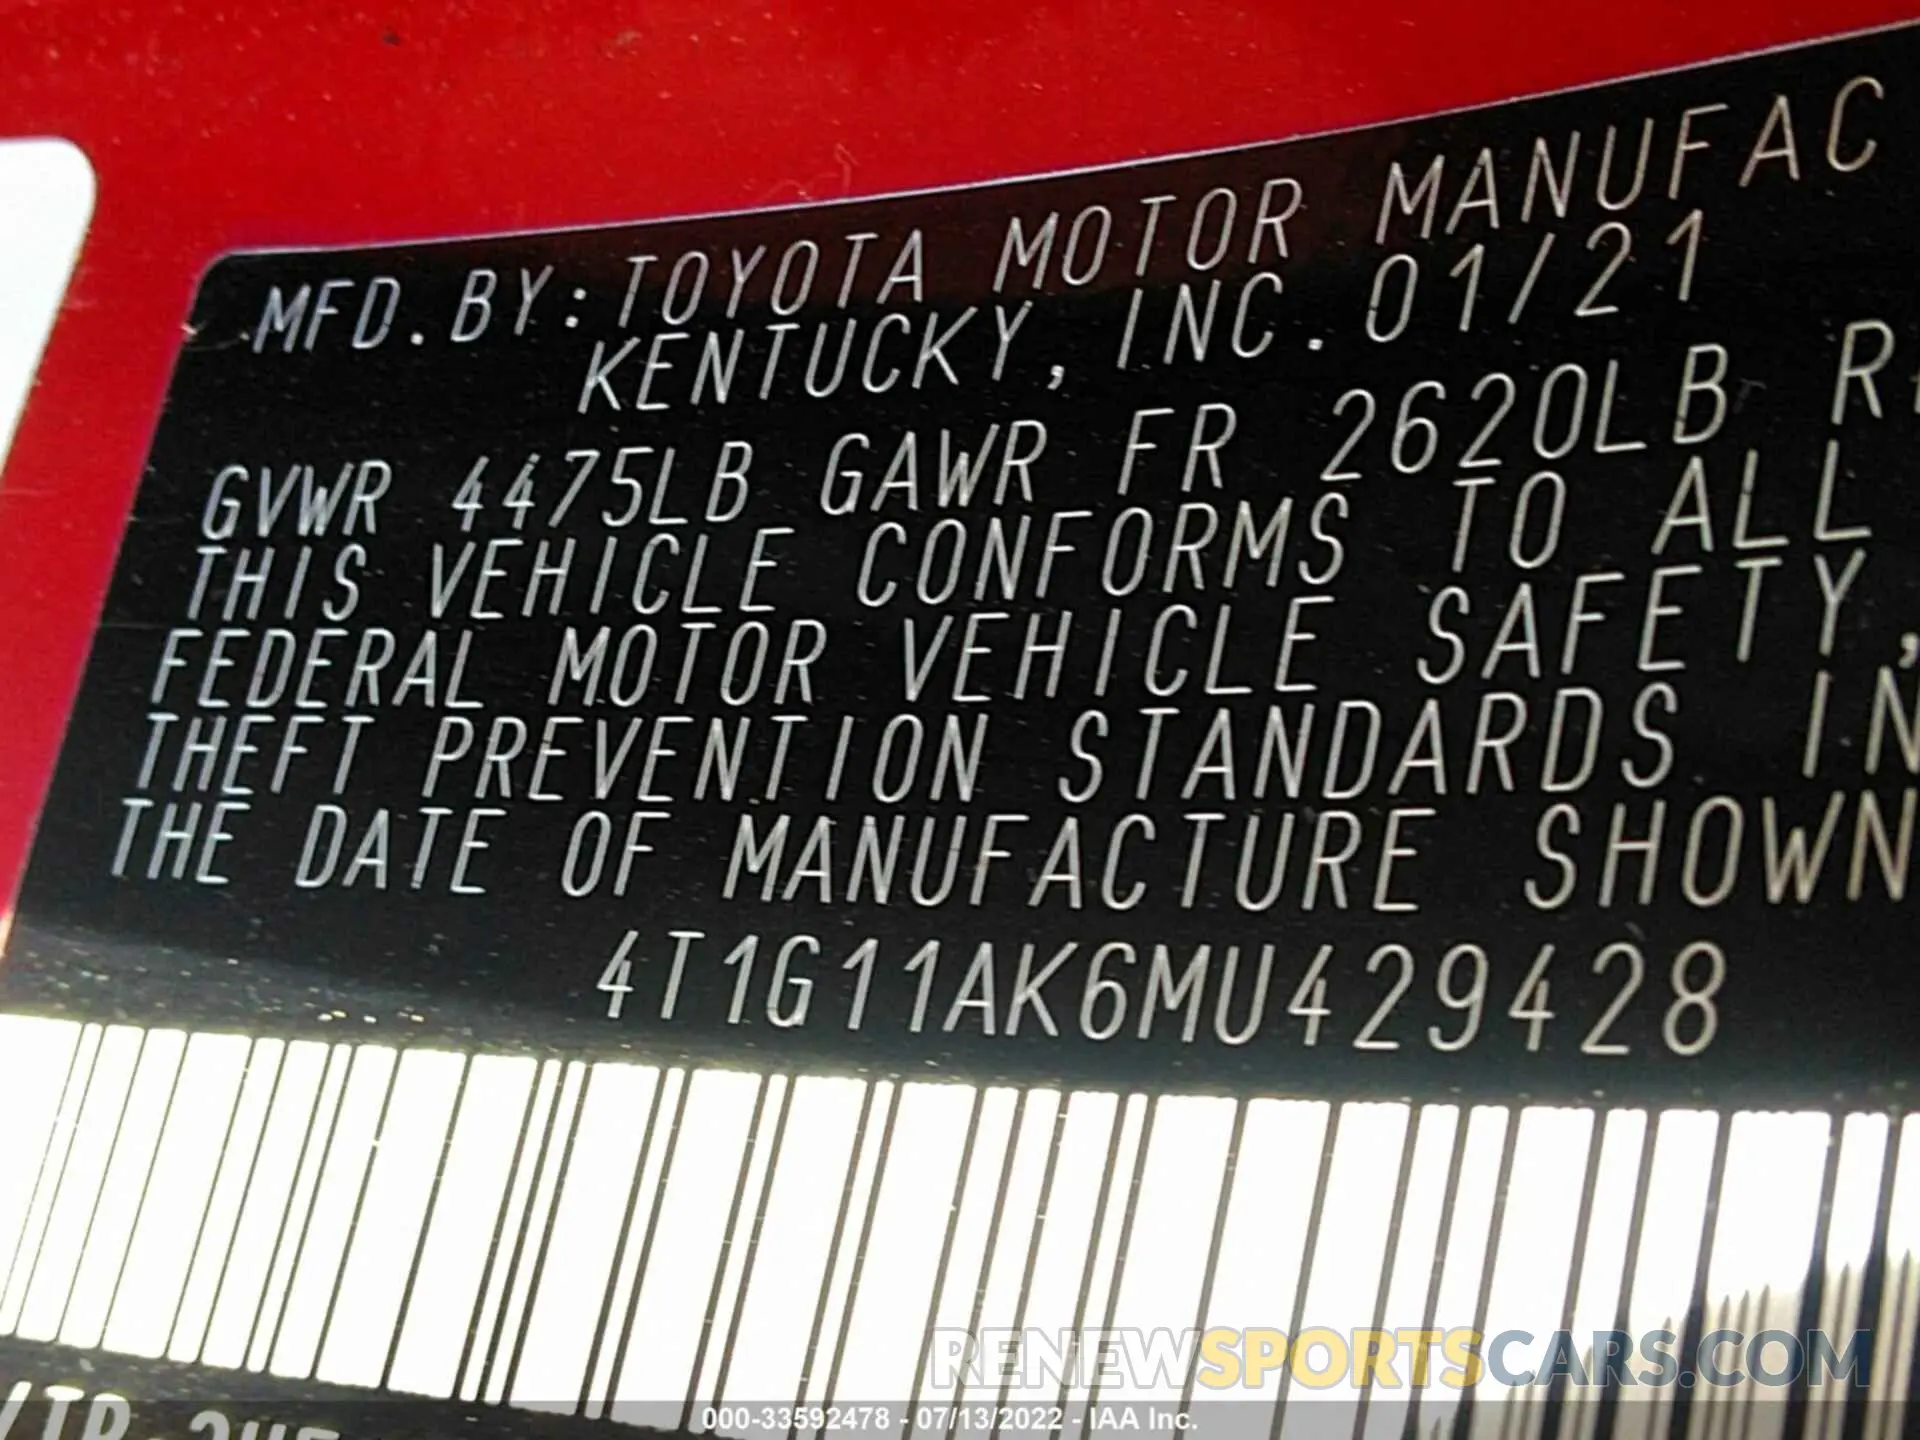 MFD.BY:TOYOTA MOTOR MANUFAC
KENTUCKY, INC. 01/21
GVWR 4475LB GAWR FR 2620LB R
THIS VEHICLE CONFORMS TO ALL
FEDERAL MOTOR VEHICLE SAFETY,
THEFT PREVENTION STANDARDS IN
THE DATE OF MANUFACTURE SHOWN
4T1G11AK6MU429428
RENEWSPORTSCARS.COM
000-33592478 - 07/13/2022 - IAA Inc.